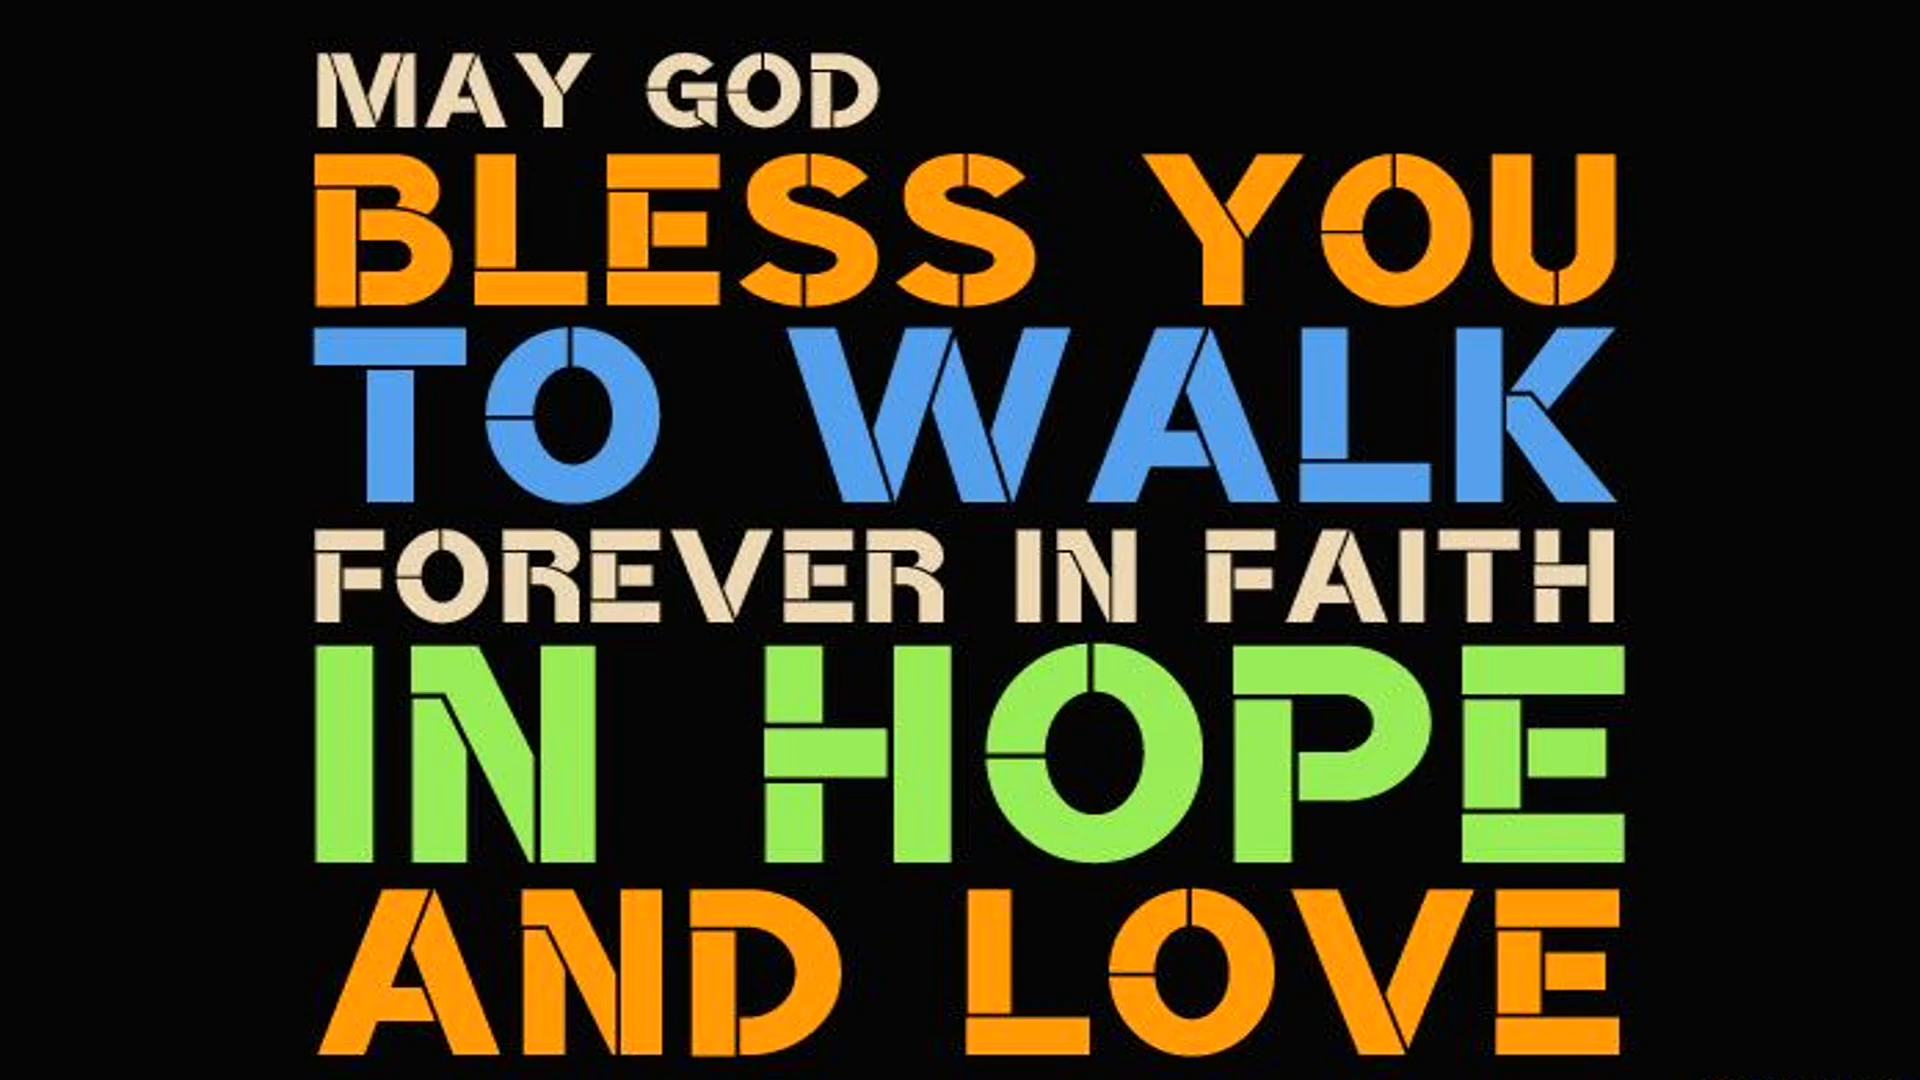 MAY GOD
BLESS YOU
TO WALK
FOREVER IN FAITH
IN HOPE
AND LOVE